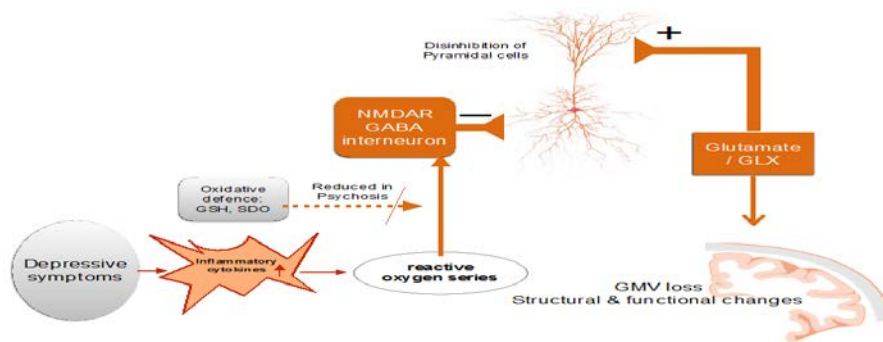 Disinhibition of
Pyramidal cells
+
NMDAR
GABA
interneuron
−
Glutamate
/ GLX
Oxidative
defence:
GSH, SDO
Reduced in
Psychosis
Depressive
symptoms
Inflammatory
cytokines
reactive
oxygen series
GMV loss
Structural & functional changes